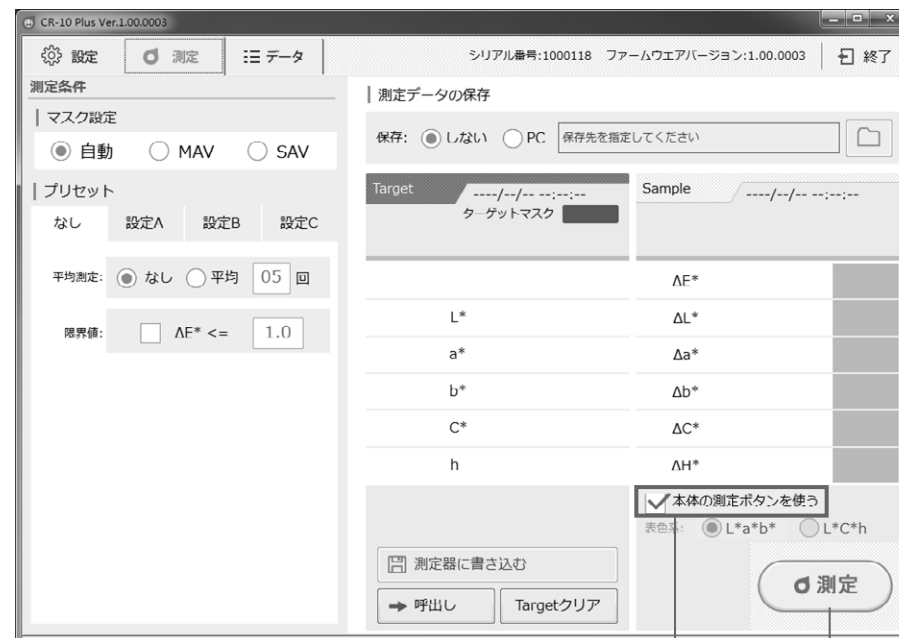 CR-10 Plus Ver.1.00.0003
設定 測定 データ シリアル番号:1000118 ファームウエアバージョン:1.00.0003 終了
測定条件
マスク設定
自動 MAV SAV
プリセット
なし 設定A 設定B 設定C
平均測定: なし 平均 05 回
限界値: ΔE* <= 1.0
測定データの保存
保存: しない PC 保存先を指定してください
Target ----/--/-- --:--:--
ターゲットマスク
Sample ----/--/-- --:--:--
ΔE*
L* ΔL*
a* Δa*
b* Δb*
C* ΔC*
h ΔH*
本体の測定ボタンを使う
表色系: L*a*b* L*C*h
測定器に書き込む
呼出し Targetクリア
測定